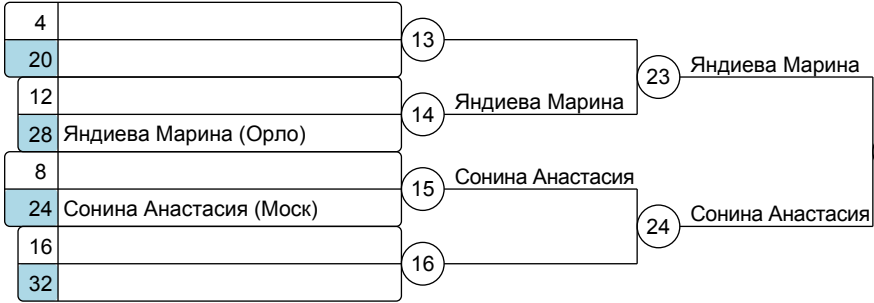 4
13
20
23 Яндиева Марина
12
14 Яндиева Марина
28 Яндиева Марина (Орло)
8
15 Сонина Анастасия
24 Сонина Анастасия (Моск)
24 Сонина Анастасия
16
16
32